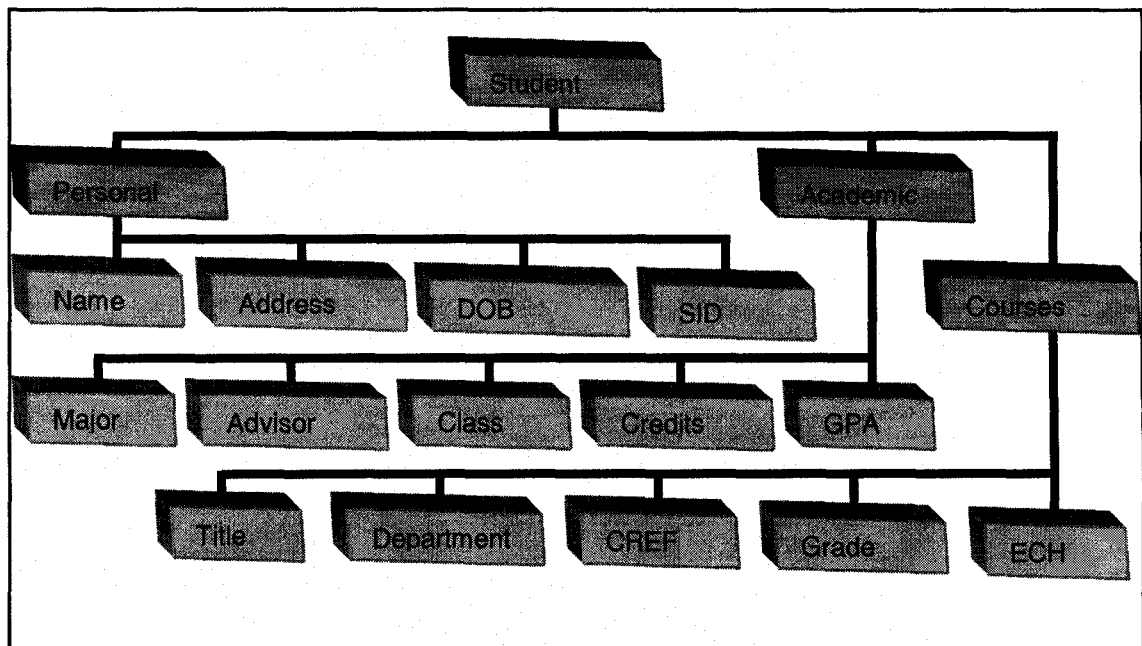 Student
Personal
Academic
Name
Address
DOB
SID
Courses
Major
Advisor
Class
Credits
GPA
Title
Department
CREF
Grade
ECH